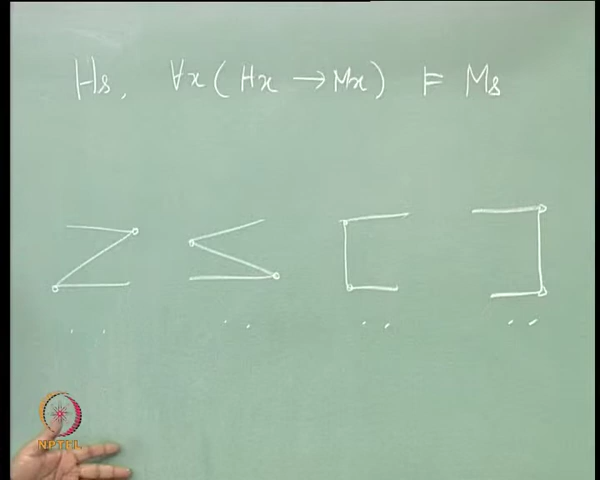 Hs, ∀x(Hx → Mx) ⊨ Ms
NPTEL